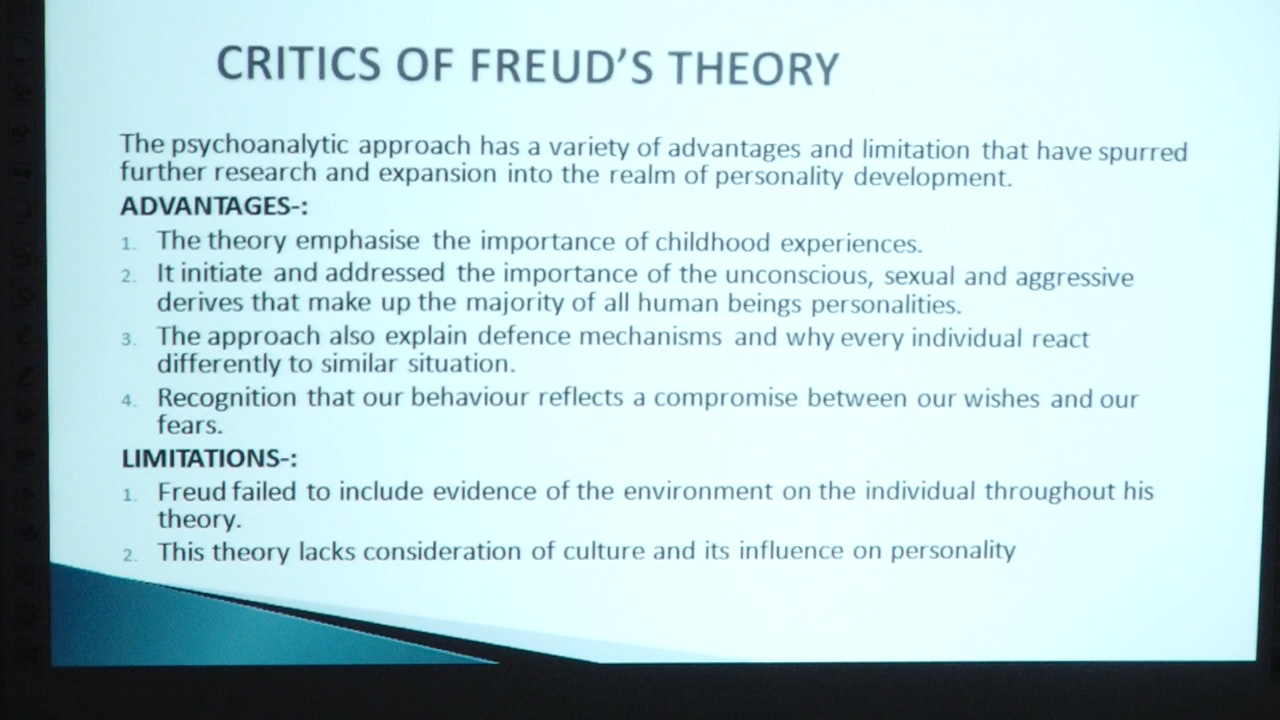 CRITICS OF FREUD'S THEORY
The psychoanalytic approach has a variety of advantages and limitation that have spurred
further research and expansion into the realm of personality development.
ADVANTAGES-:
1. The theory emphasise the importance of childhood experiences.
2. It initiate and addressed the importance of the unconscious, sexual and aggressive
derives that make up the majority of all human beings personalities.
3. The approach also explain defence mechanisms and why every individual react
differently to similar situation.
4. Recognition that our behaviour reflects a compromise between our wishes and our
fears.
LIMITATIONS-:
1. Freud failed to include evidence of the environment on the individual throughout his
theory.
2. This theory lacks consideration of culture and its influence on personality